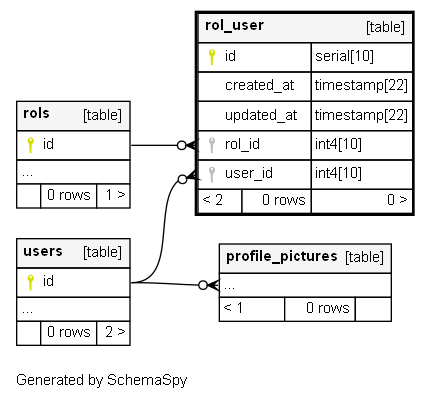 rol_user [table]
id serial[10]
created_at timestamp[22]
updated_at timestamp[22]
rol_id int4[10]
user_id int4[10]
< 2 0 rows 0 >
rols [table]
id
...
0 rows 1 >
users [table]
id
...
0 rows 2 >
profile_pictures [table]
...
< 1 0 rows
Generated by SchemaSpy